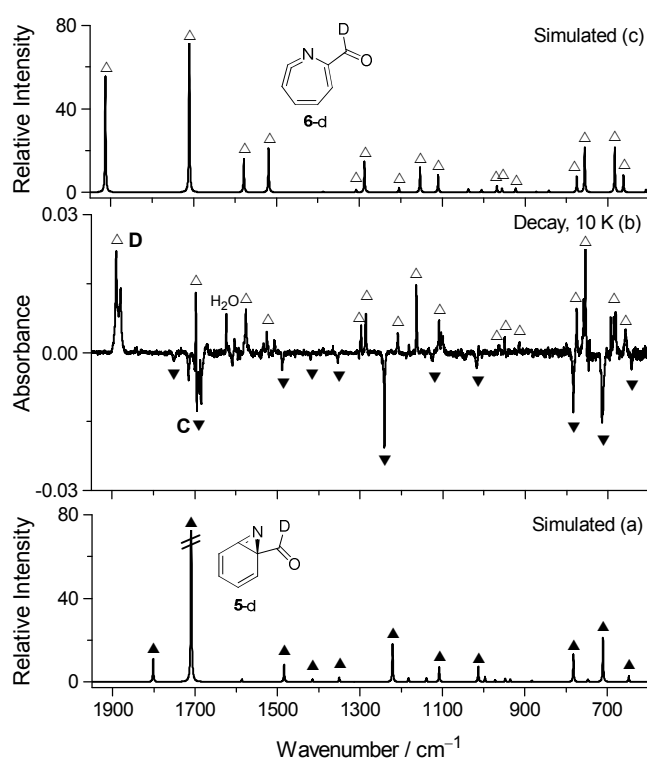 80
Simulated (c)
D
N
O
6-d
40
Relative Intensity
0
0.03
Decay, 10 K (b)
D
H₂O
0.00
Absorbance
C
-0.03
80
Simulated (a)
N
D
O
5-d
40
Relative Intensity
0
1900 1700 1500 1300 1100 900 700
Wavenumber / cm⁻¹